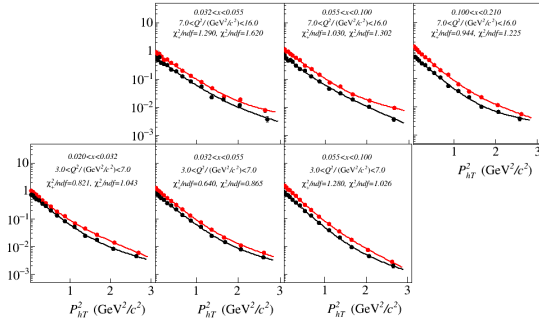 0.032<x<0.055
7.0<Q²/(GeV²/c²)<16.0
χ²₊/ndf=1.290, χ²₋/ndf=1.620
0.055<x<0.100
7.0<Q²/(GeV²/c²)<16.0
χ²₊/ndf=1.030, χ²₋/ndf=1.302
0.100<x<0.210
7.0<Q²/(GeV²/c²)<16.0
χ²₊/ndf=0.944, χ²₋/ndf=1.225
1
10⁻¹
10⁻²
10⁻³
1 2 3
P²hT (GeV²/c²)
0.020<x<0.032
3.0<Q²/(GeV²/c²)<7.0
χ²₊/ndf=0.821, χ²₋/ndf=1.043
0.032<x<0.055
3.0<Q²/(GeV²/c²)<7.0
χ²₊/ndf=0.640, χ²₋/ndf=0.865
0.055<x<0.100
3.0<Q²/(GeV²/c²)<7.0
χ²₊/ndf=1.280, χ²₋/ndf=1.026
1
10⁻¹
10⁻²
10⁻³
1 2 3
1 2 3
1 2 3
P²hT (GeV²/c²)
P²hT (GeV²/c²)
P²hT (GeV²/c²)